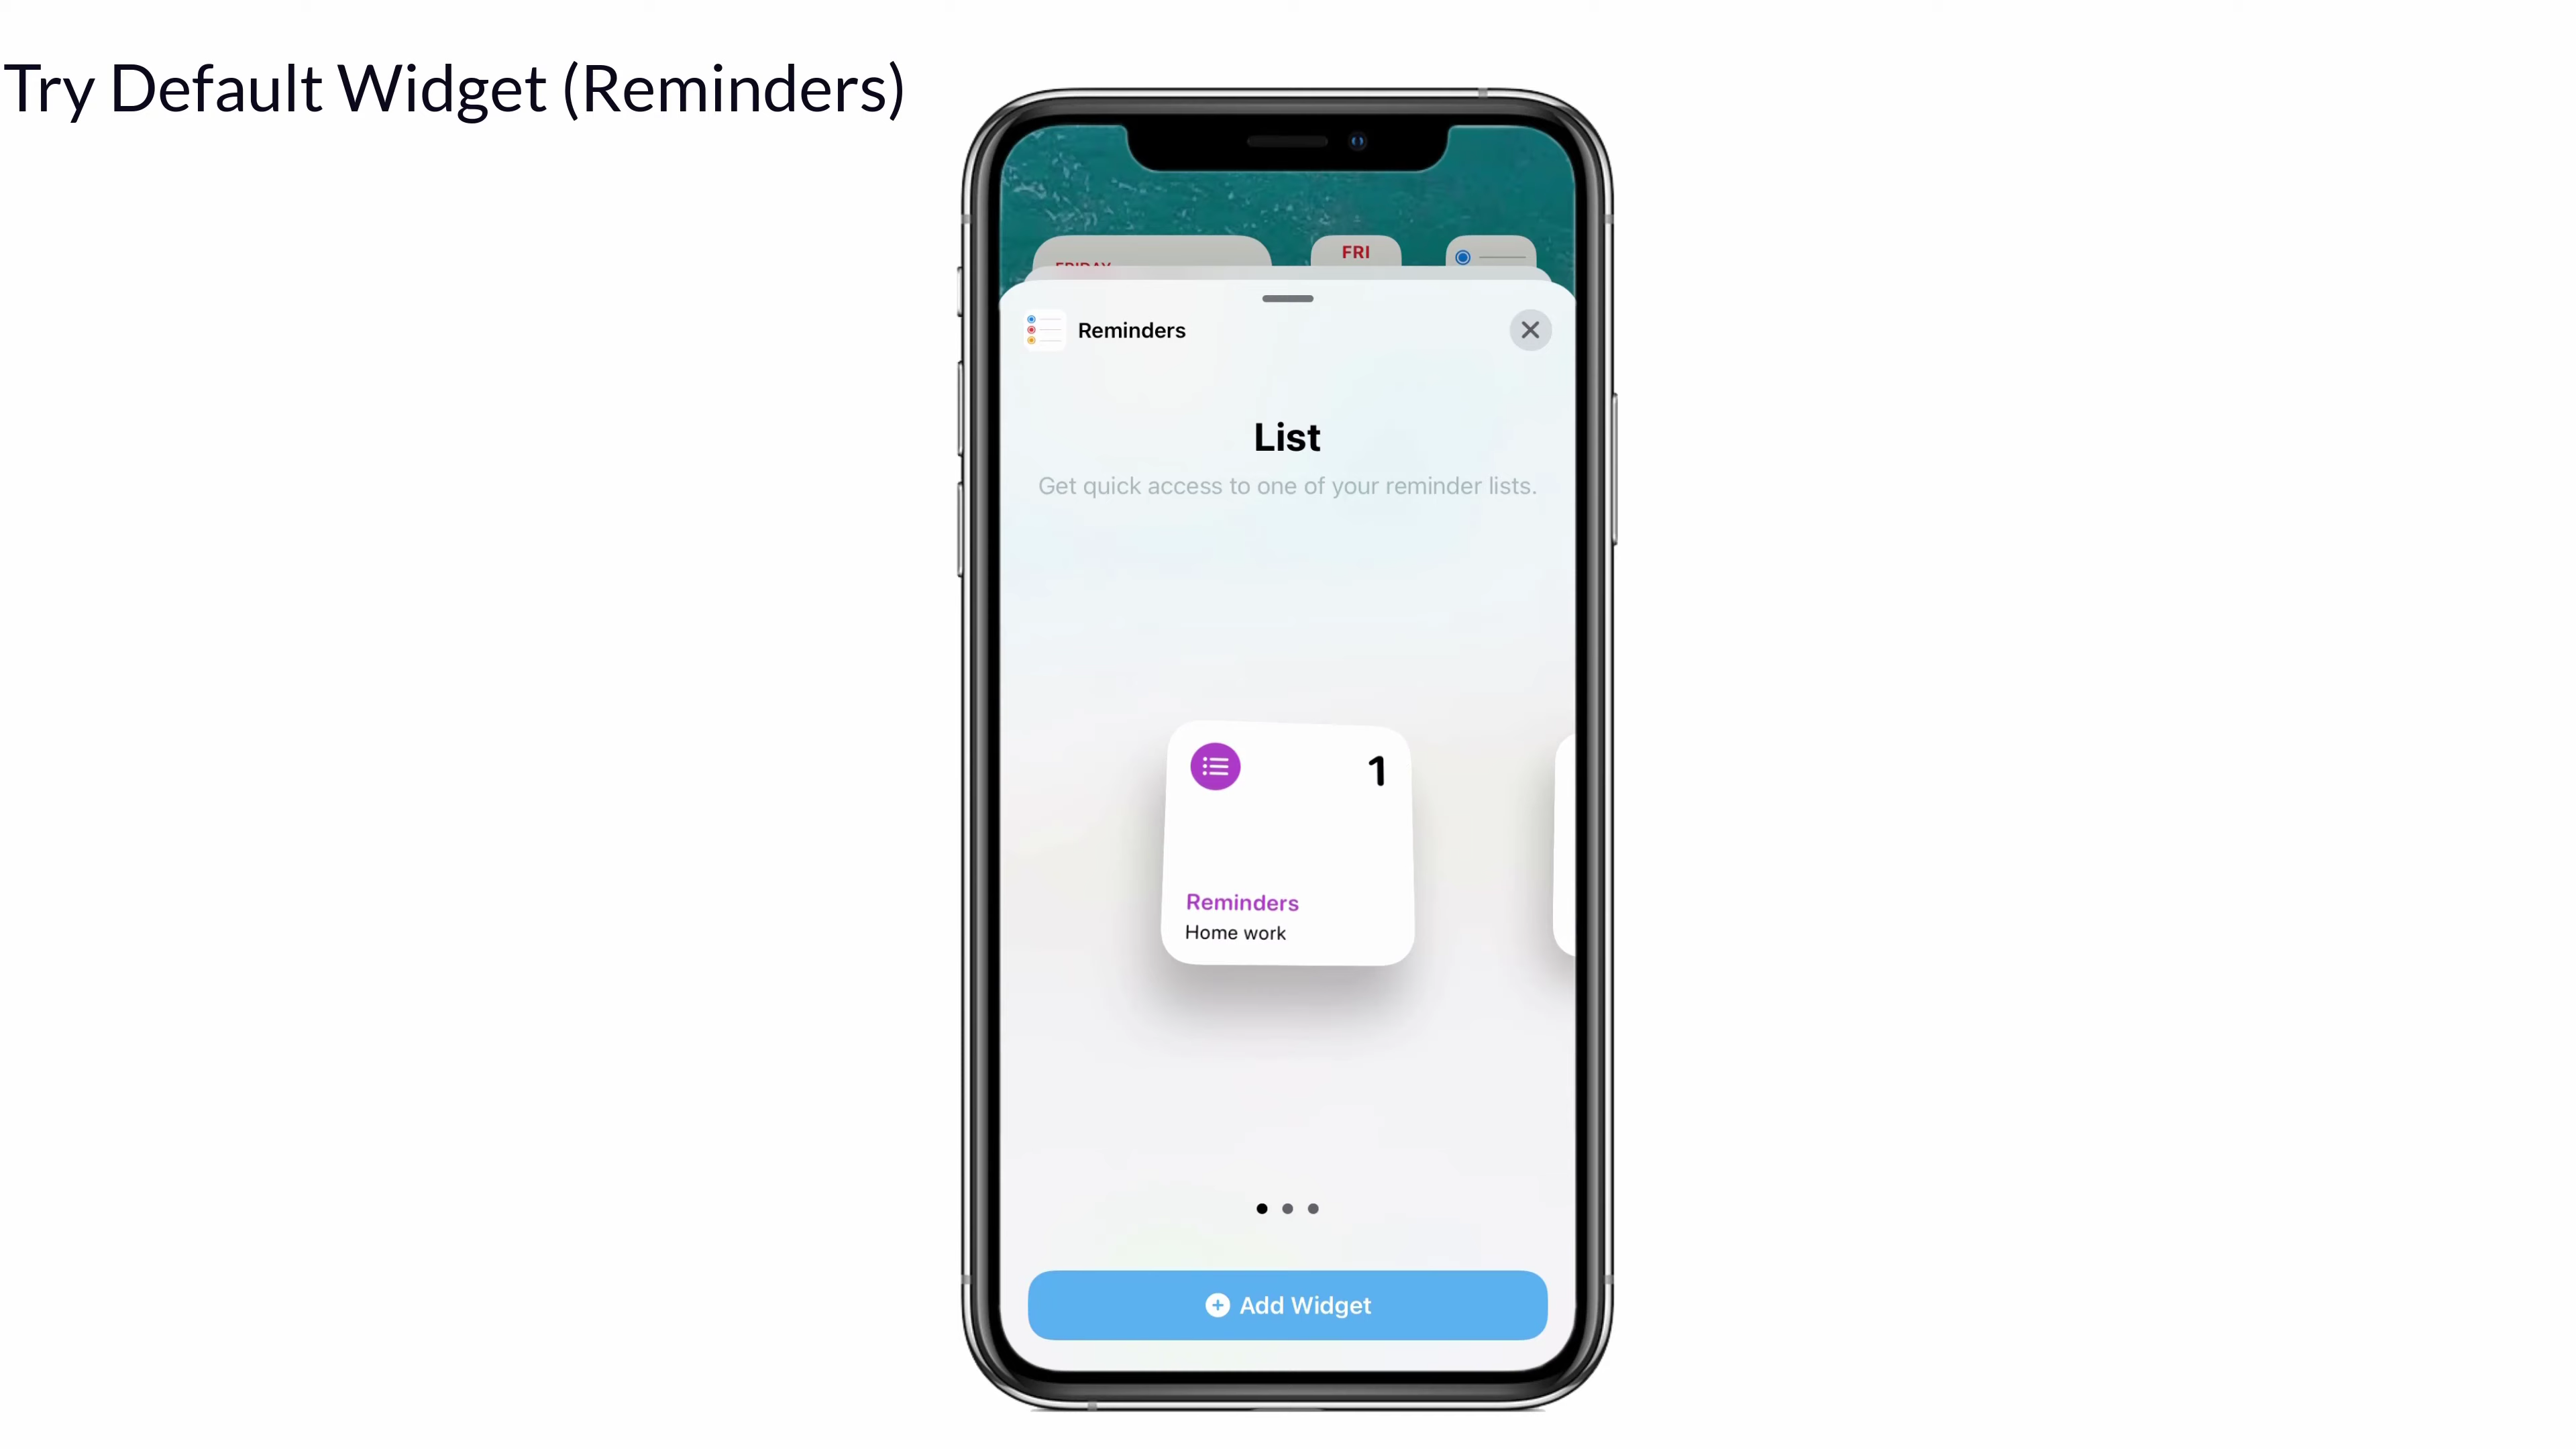 Try Default Widget (Reminders)
FRIDAY
FRI
Reminders
List
Get quick access to one of your reminder lists.
1
Reminders
Home work
Add Widget